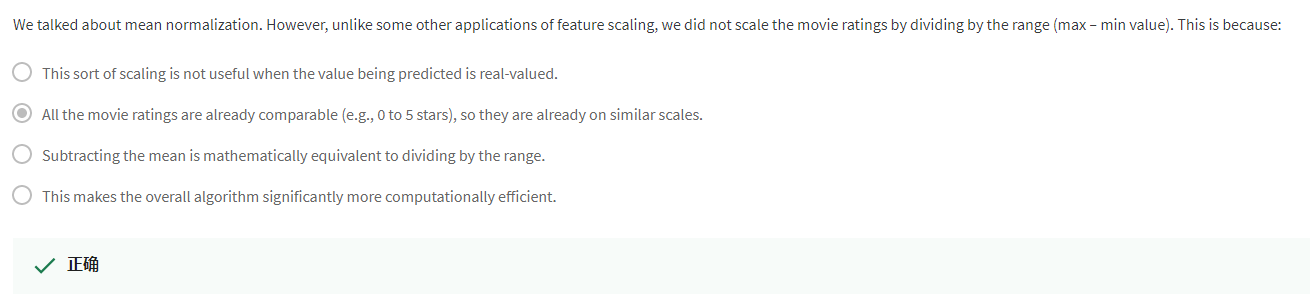 We talked about mean normalization. However, unlike some other applications of feature scaling, we did not scale the movie ratings by dividing by the range (max – min value). This is because:
This sort of scaling is not useful when the value being predicted is real-valued.
All the movie ratings are already comparable (e.g., 0 to 5 stars), so they are already on similar scales.
Subtracting the mean is mathematically equivalent to dividing by the range.
This makes the overall algorithm significantly more computationally efficient.
正确